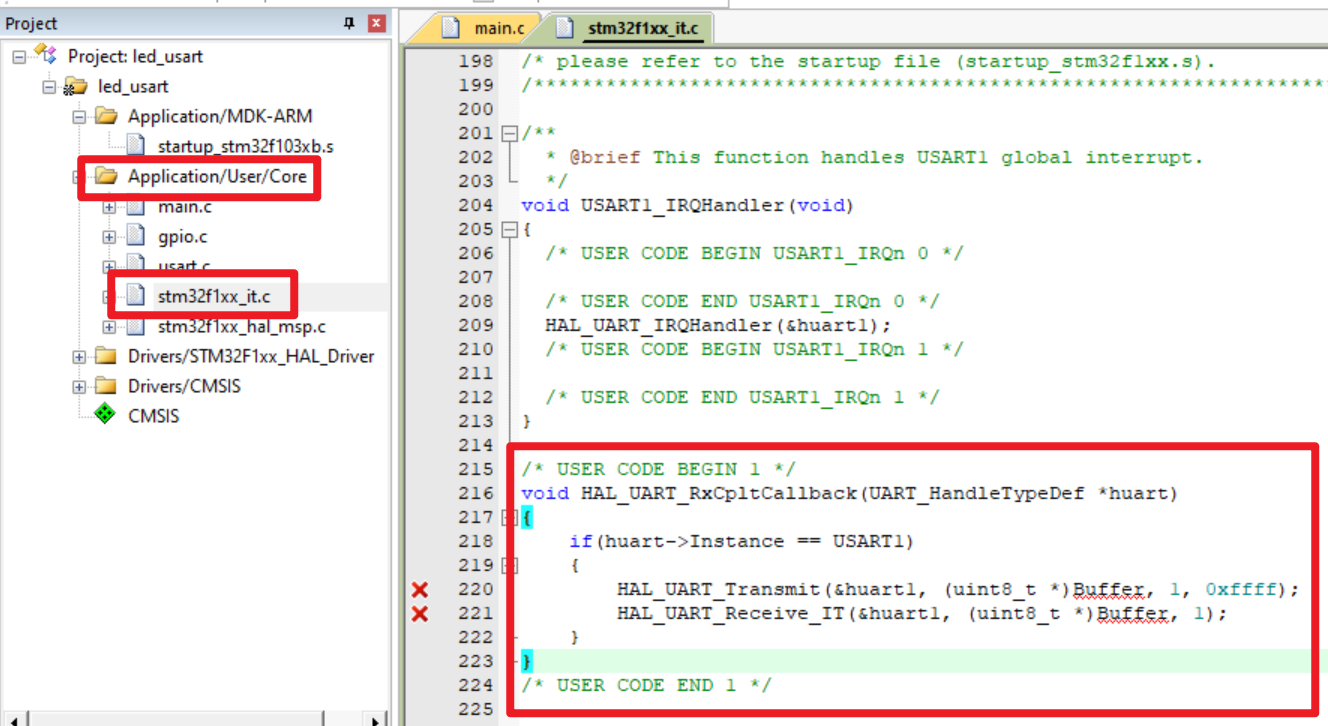 Project
Project: led_usart
led_usart
Application/MDK-ARM
startup_stm32f103xb.s
Application/User/Core
main.c
gpio.c
usart.c
stm32f1xx_it.c
stm32f1xx_hal_msp.c
Drivers/STM32F1xx_HAL_Driver
Drivers/CMSIS
CMSIS
main.c stm32f1xx_it.c
198 /* please refer to the startup file (startup_stm32f1xx.s).
199 /********************************************************************
200
201 /**
202 * @brief This function handles USART1 global interrupt.
203 */
204 void USART1_IRQHandler(void)
205 {
206 /* USER CODE BEGIN USART1_IRQn 0 */
207
208 /* USER CODE END USART1_IRQn 0 */
209 HAL_UART_IRQHandler(&huart1);
210 /* USER CODE BEGIN USART1_IRQn 1 */
211
212 /* USER CODE END USART1_IRQn 1 */
213 }
214
215 /* USER CODE BEGIN 1 */
216 void HAL_UART_RxCpltCallback(UART_HandleTypeDef *huart)
217 {
218 if(huart->Instance == USART1)
219 {
220 HAL_UART_Transmit(&huart1, (uint8_t *)Buffer, 1, 0xffff);
221 HAL_UART_Receive_IT(&huart1, (uint8_t *)Buffer, 1);
222 }
223 }
224 /* USER CODE END 1 */
225